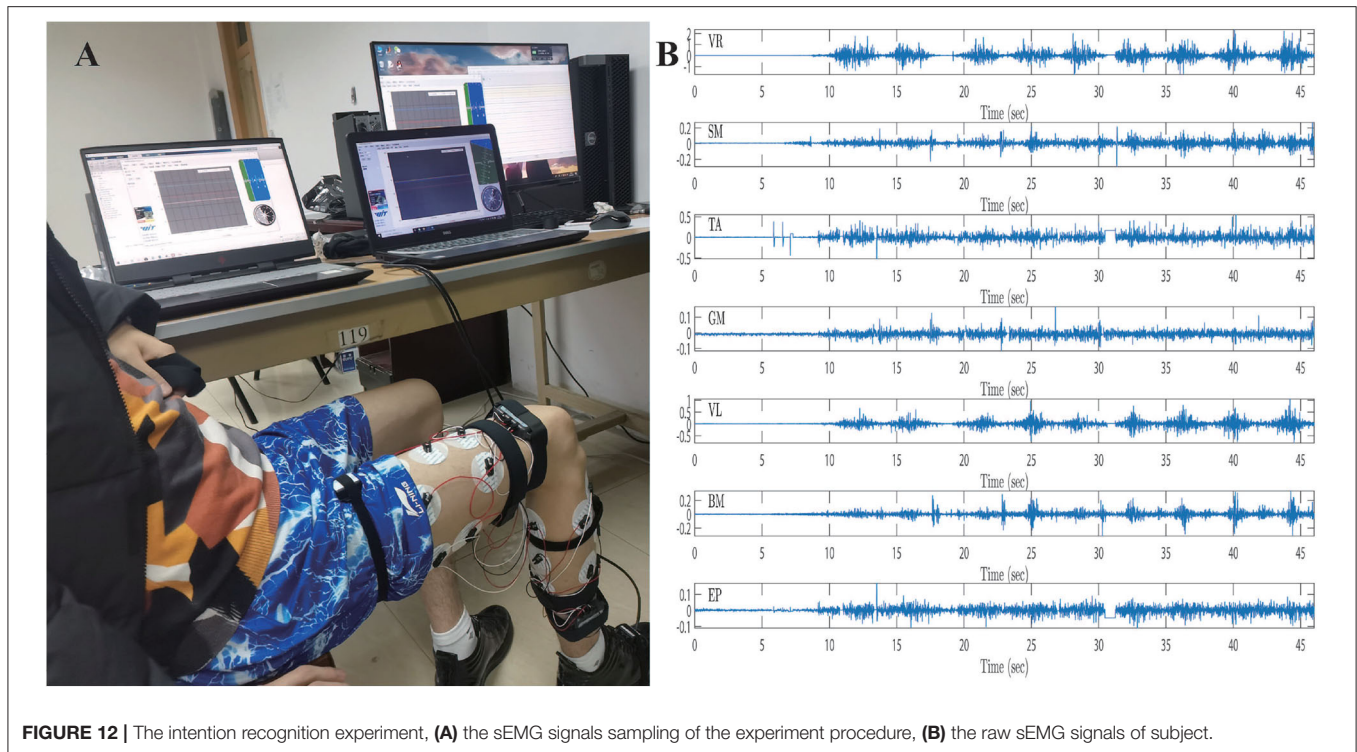 A
119
LI-NING
B
VR
2
1
0
-1
0 5 10 15 20 25 30 35 40 45
Time (sec)
SM
0.2
0
-0.2
0 5 10 15 20 25 30 35 40 45
Time (sec)
TA
0.5
0
-0.5
0 5 10 15 20 25 30 35 40 45
Time (sec)
GM
0.1
0
-0.1
0 5 10 15 20 25 30 35 40 45
Time (sec)
VL
1
0.5
0
-0.5
0 5 10 15 20 25 30 35 40 45
Time (sec)
BM
0.2
0
-0.2
0 5 10 15 20 25 30 35 40 45
Time (sec)
EP
0.1
0
-0.1
0 5 10 15 20 25 30 35 40 45
Time (sec)
FIGURE 12 | The intention recognition experiment, (A) the sEMG signals sampling of the experiment procedure, (B) the raw sEMG signals of subject.